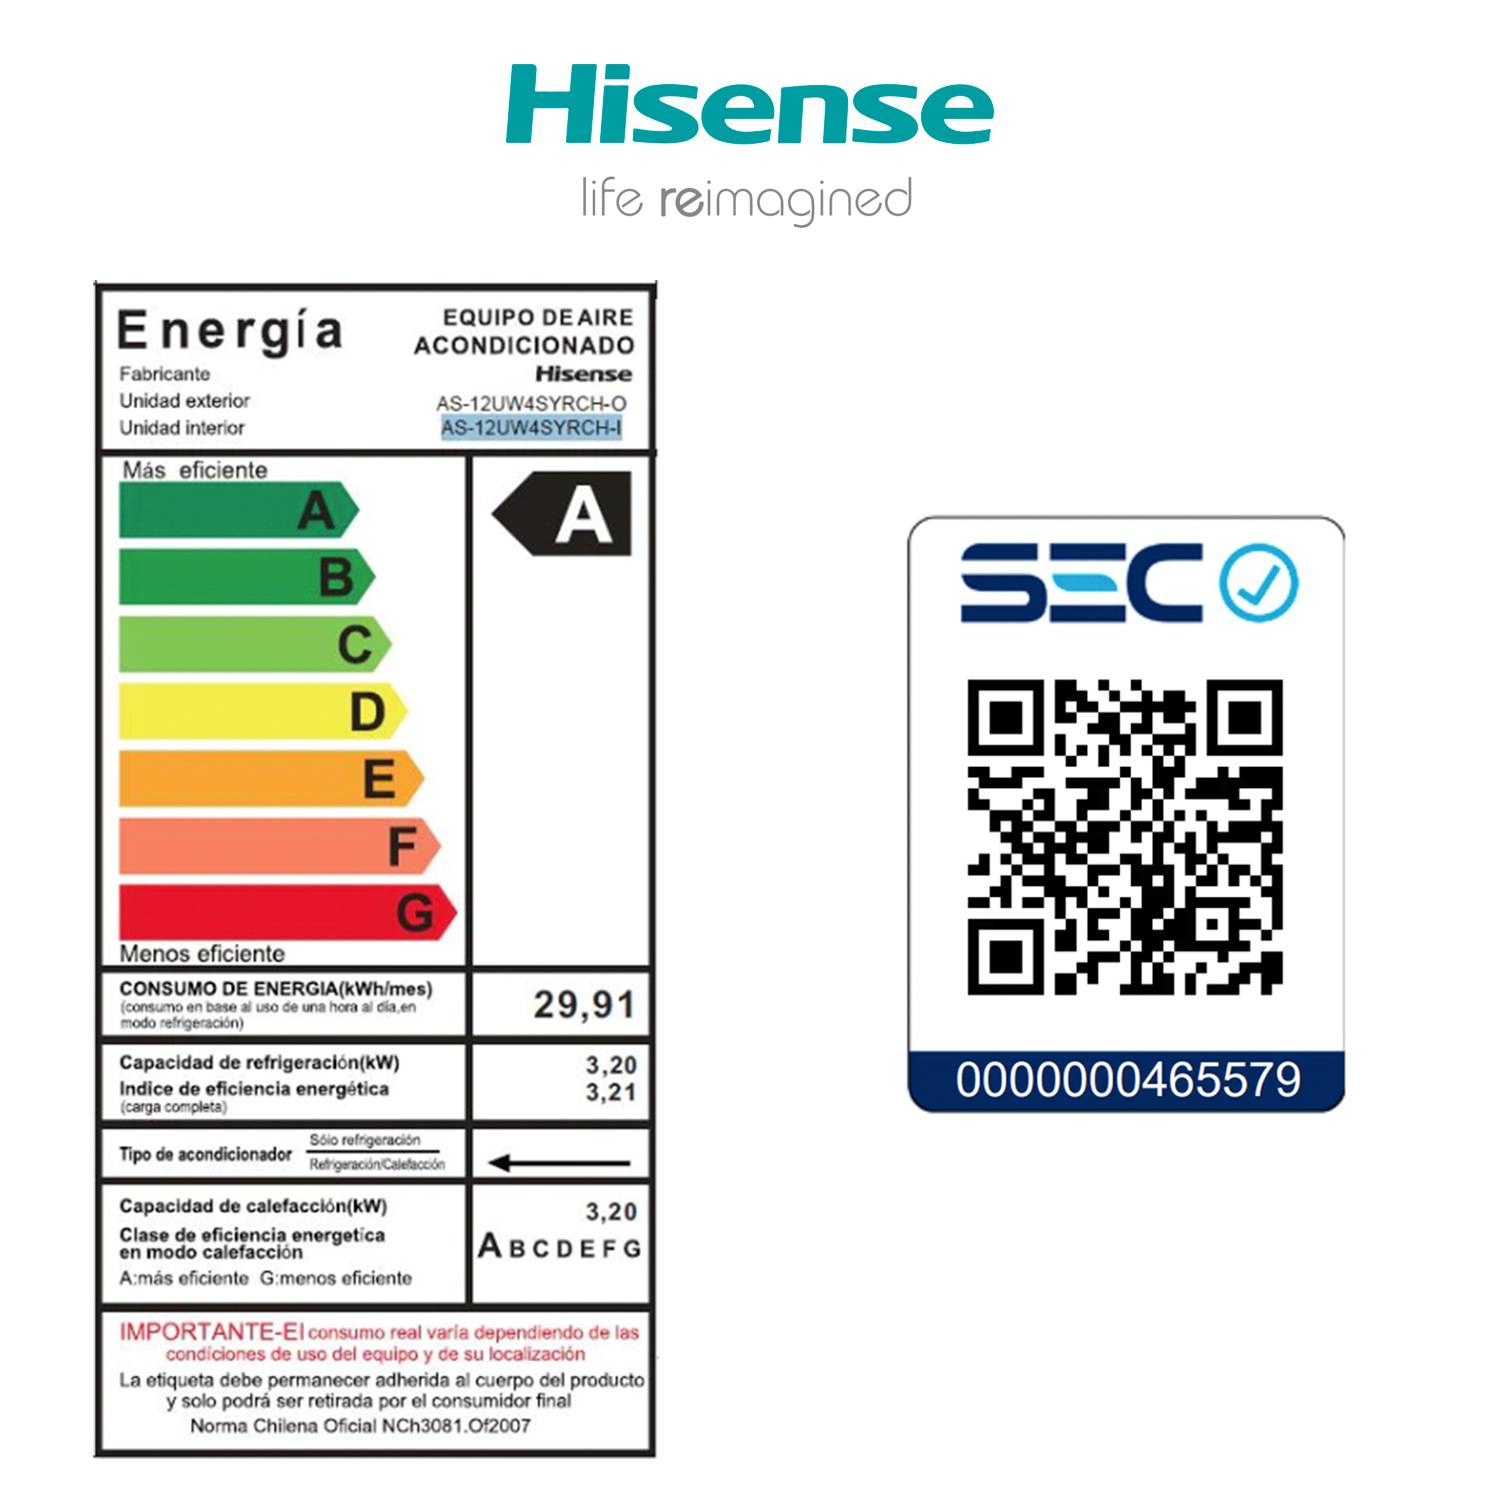 Hisense
life reimagined
Energía
EQUIPO DE AIRE
ACONDICIONADO
Fabricante
Hisense
Unidad exterior
AS-12UW4SYRCH-O
Unidad interior
AS-12UW4SYRCH-I
Más eficiente
A
A
B
C
D
E
F
G
Menos eficiente
CONSUMO DE ENERGIA(kWh/mes)
(consumo en base al uso de una hora al día,en
modo refrigeración)
29,91
Capacidad de refrigeración(kW)
3,20
Indice de eficiencia energética
3,21
(carga completa)
Tipo de acondicionador
Sólo refrigeración
Refrigeración/Calefacción
Capacidad de calefacción(kW)
3,20
Clase de eficiencia energetíca
en modo calefacción
A B C D E F G
A:más eficiente G:menos eficiente
IMPORTANTE-El consumo real varía dependiendo de las
condíciones de uso del equipo y de su localización
La etiqueta debe permanecer adherida al cuerpo del producto
y solo podrá ser retirada por el consumidor final
Norma Chilena Oficial NCh3081.Of2007
SEC
0000000465579